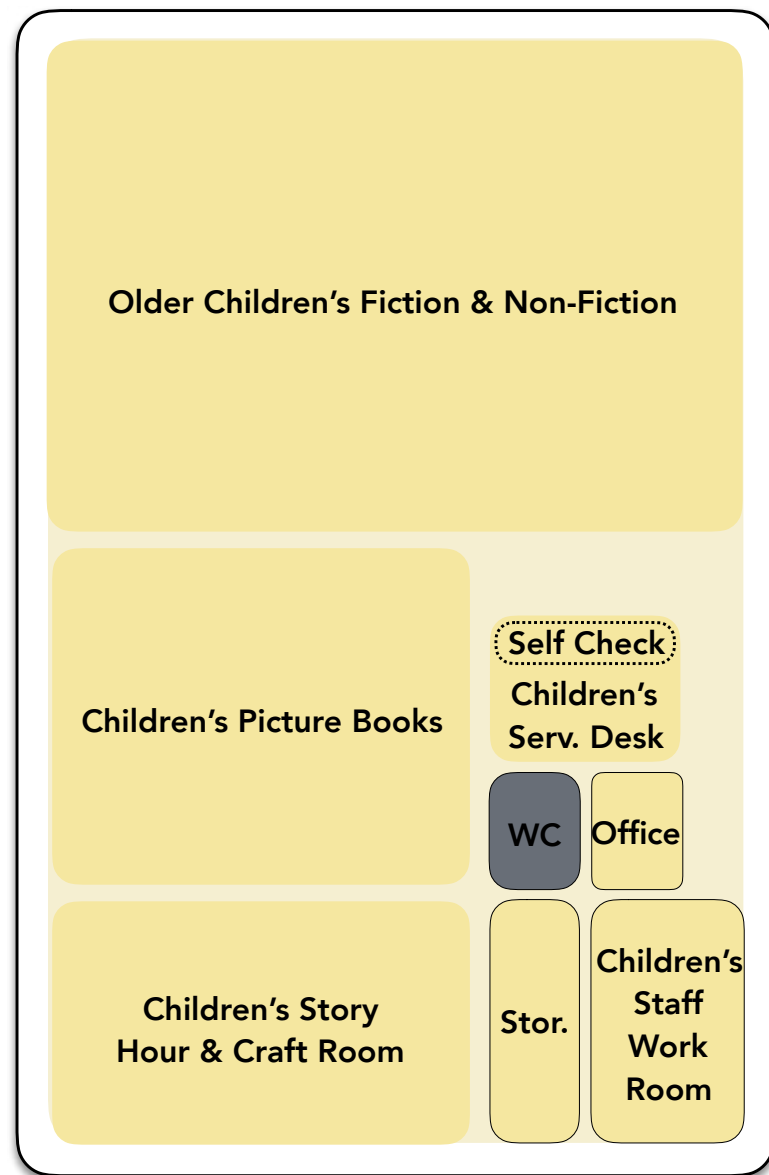 Older Children’s Fiction & Non-Fiction
Self Check
Children’s
Serv. Desk
Children’s Picture Books
WC
Office
Children’s Story
Hour & Craft Room
Stor.
Children’s
Staff
Work
Room